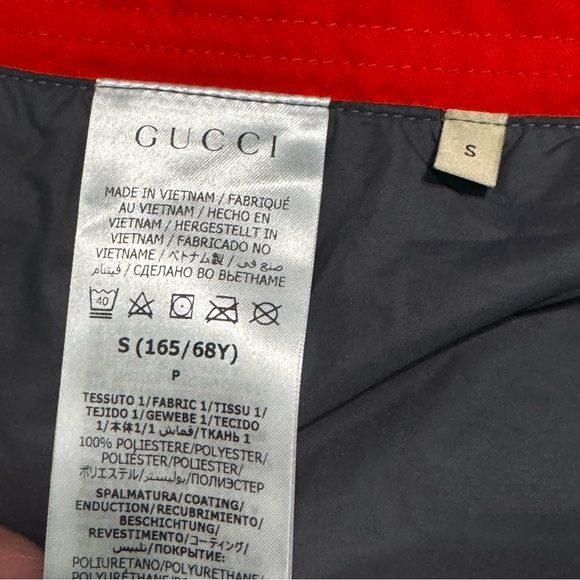 GUCCI
S
MADE IN VIETNAM / FABRIQUÉ
AU VIETNAM / HECHO EN
VIETNAM / HERGESTELLT IN
VIETNAM / FABRICADO NO
VIETNAME / ベトナム製 / صنع في
فيتنام / СДЕЛАНО ВО ВЬЕТНАМЕ
40
S (165/68Y)
P
TESSUTO 1/FABRIC 1/TISSU 1/
TEJIDO 1/GEWEBE 1/TECIDO
1/本体1/قماش 1/ТКАНЬ 1
100% POLIESTERE/POLYESTER/
POLIÉSTER/POLIÉSTER/
ポリエステル/بوليستر/ПОЛИЭСТЕР
SPALMATURA/COATING/
ENDUCTION/RECUBRIMIENTO/
BESCHICHTUNG/
REVESTIMENTO/コーティング/
تلبيس/ПОКРЫТИЕ:
POLIURETANO/POLYURETHANE/
POLYURÉTHANE/POLIURETANO/